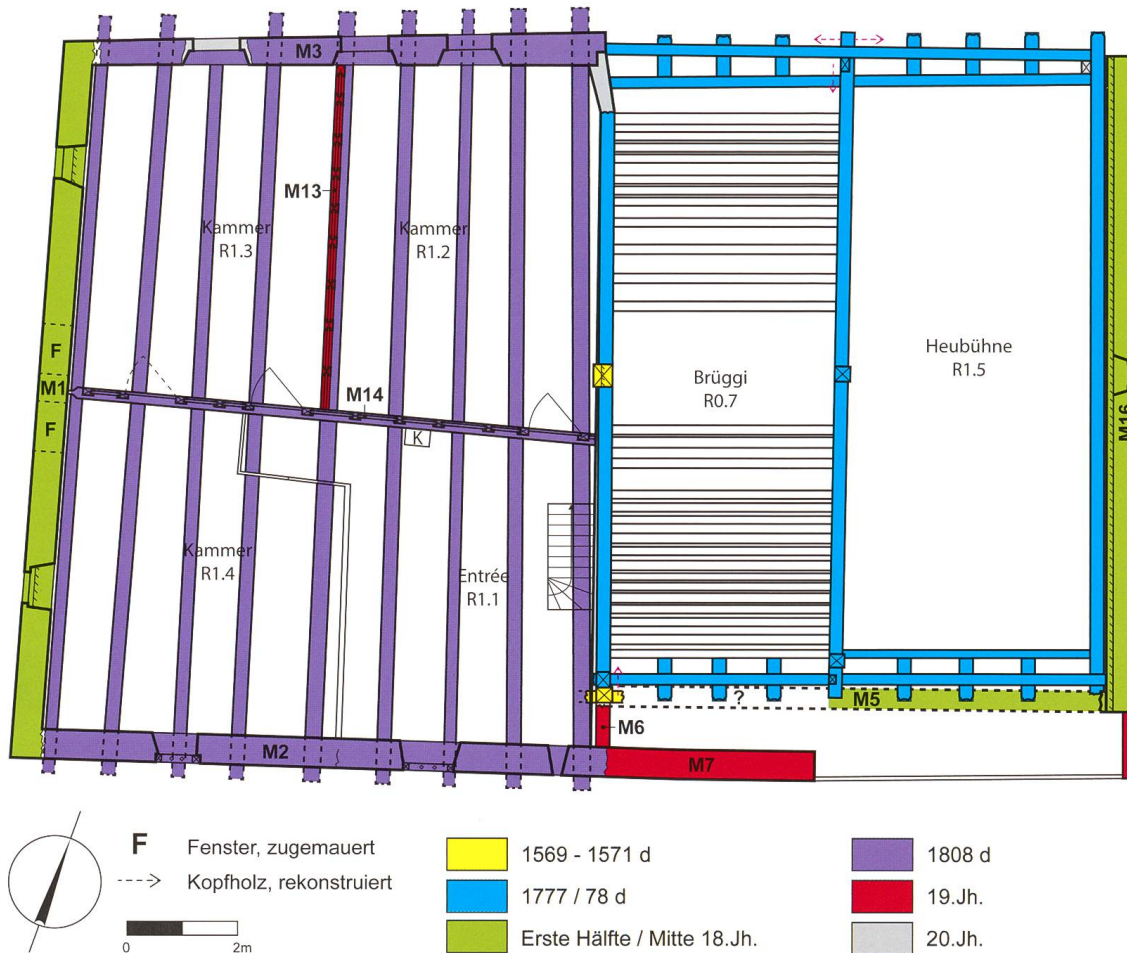 M3
M13
Kammer
R1.3
Kammer
R1.2
F
M1
F
M14
K
Brüggi
R0.7
Heubühne
R1.5
M16
Kammer
R1.4
Entrée
R1.1
?
M5
M6
M2
M7
F Fenster, zugemauert
Kopfholz, rekonstruiert
0 2m
1569 - 1571 d
1777 / 78 d
Erste Hälfte / Mitte 18.Jh.
1808 d
19.Jh.
20.Jh.